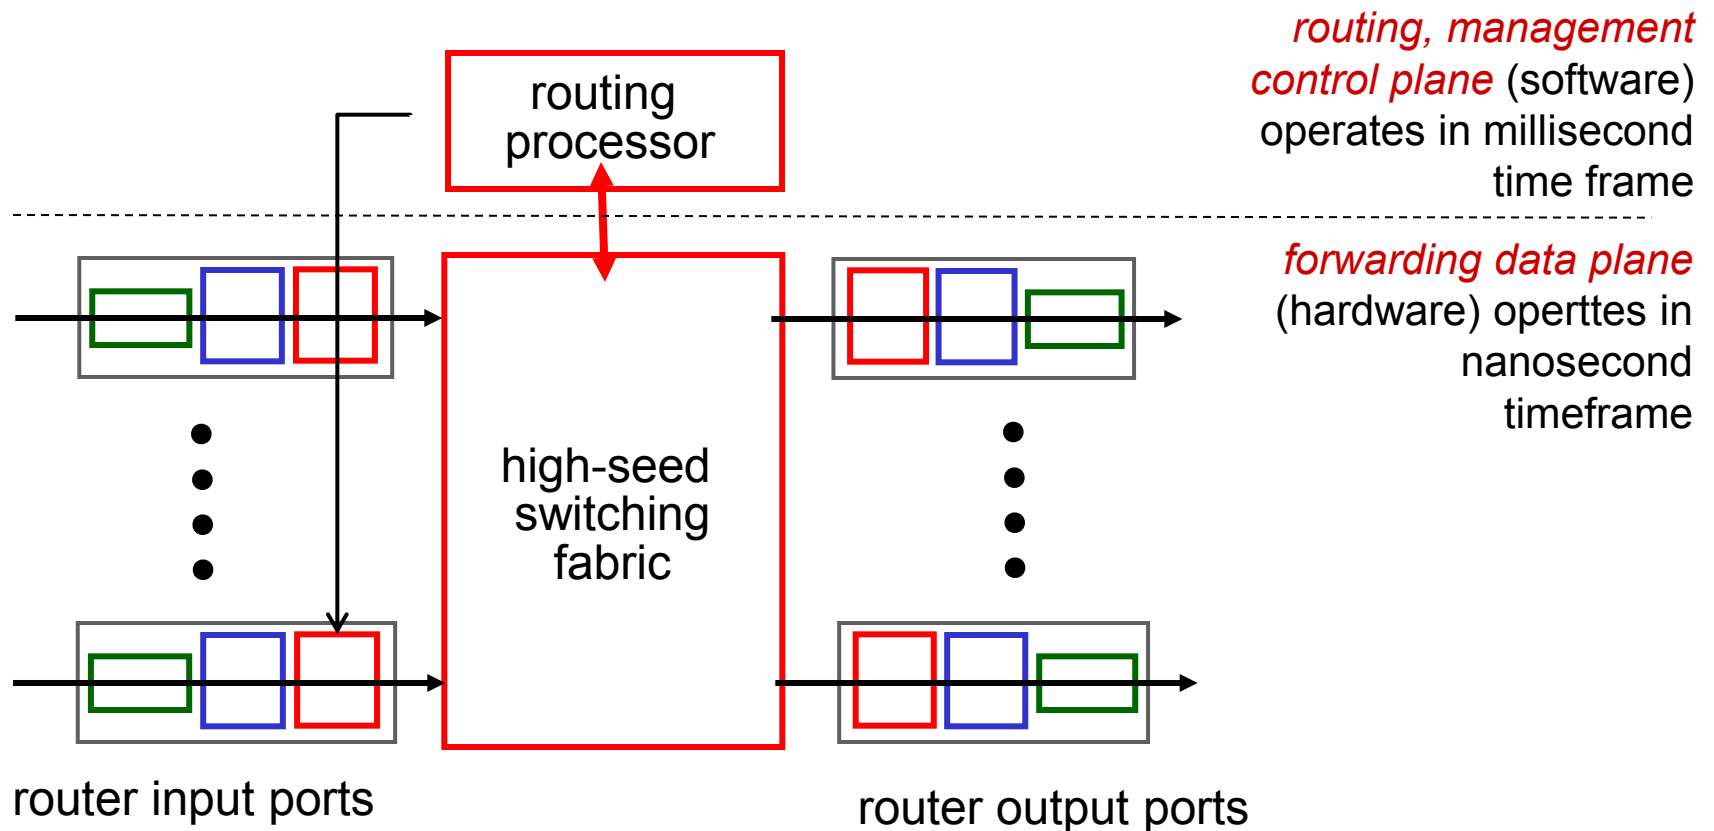 routing, management
control plane (software)
operates in millisecond
time frame
routing
processor
forwarding data plane
(hardware) operttes in
nanosecond
timeframe
high-seed
switching
fabric
router input ports
router output ports